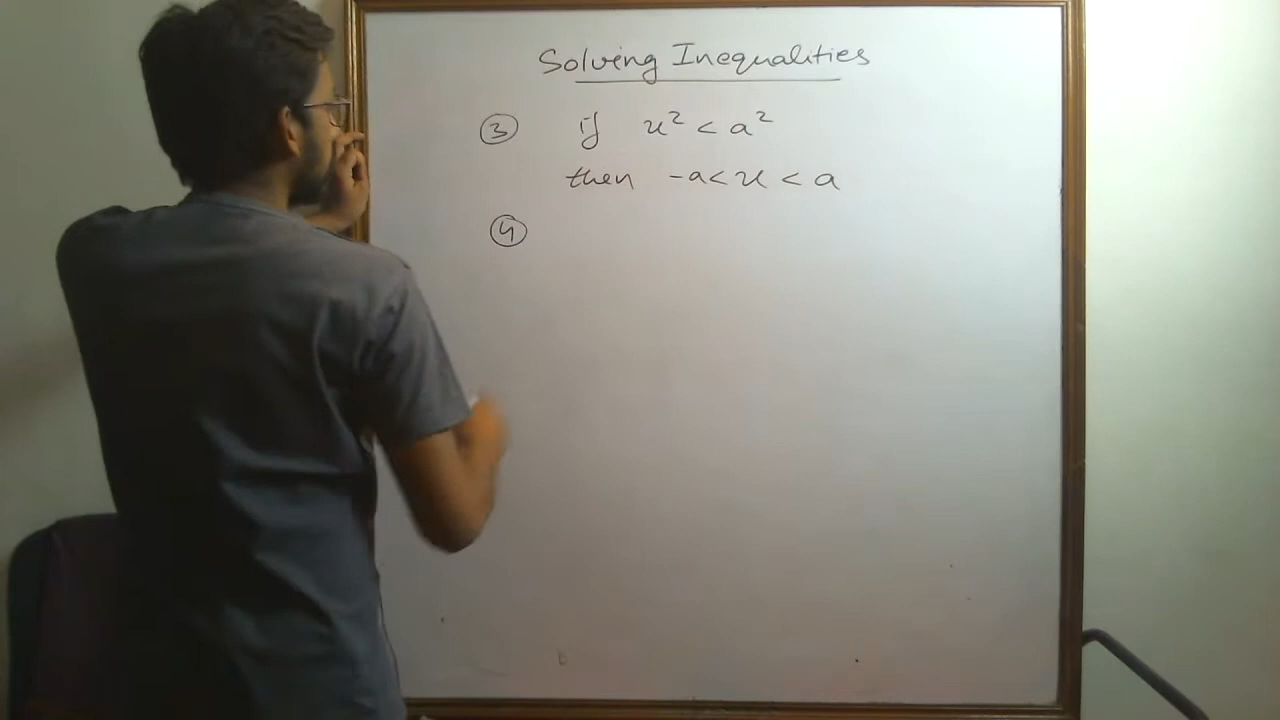 Solving Inequalities
③ if x² < a²
then -a < x < a
④